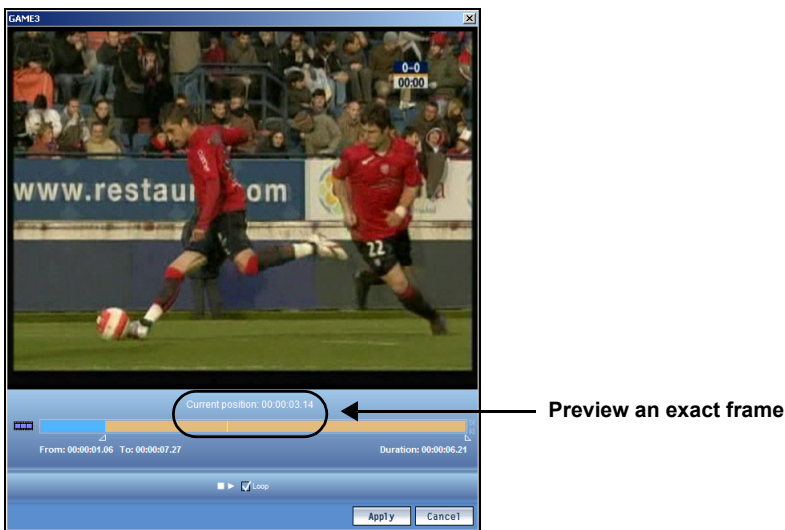 GAME3
0-0
00:00
www.restau om
22
Current position: 00:00:03.14
From: 00:00:01.06 To: 00:00:07.27
Duration: 00:00:06.21
Loop
Apply
Cancel
Preview an exact frame